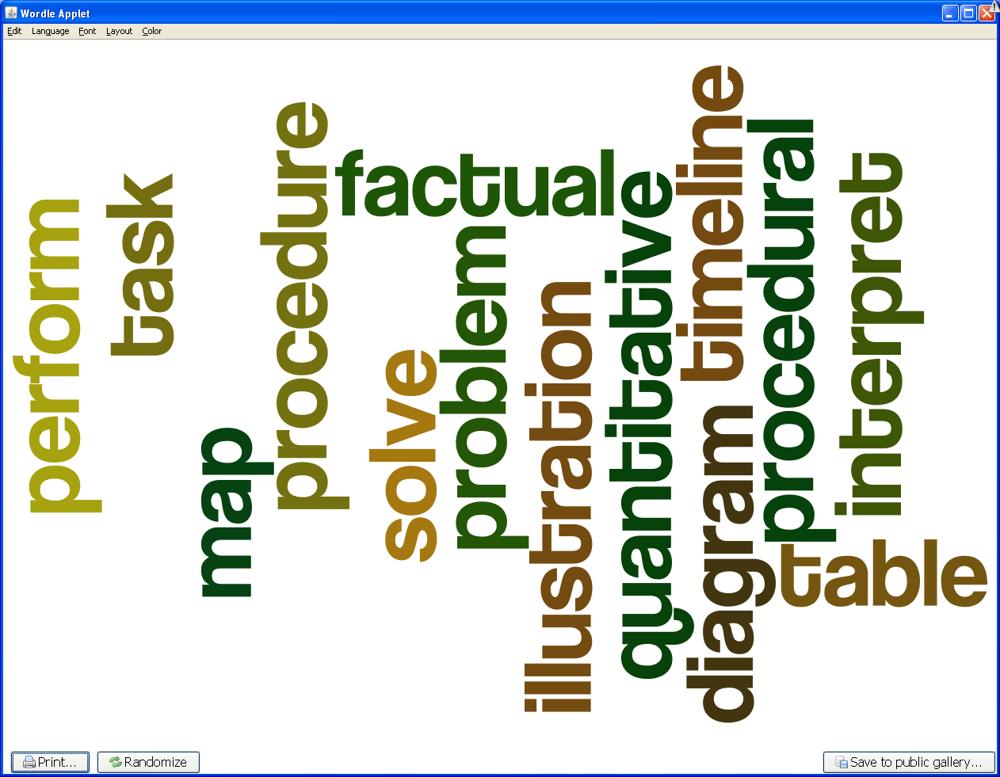 Wordle Applet
Edit Language Font Layout Color
perform
task
map
procedure
factual
solve
problem
illustration
quantitative
timeline
diagram
procedural
interpret
table
Print...
Randomize
Save to public gallery...